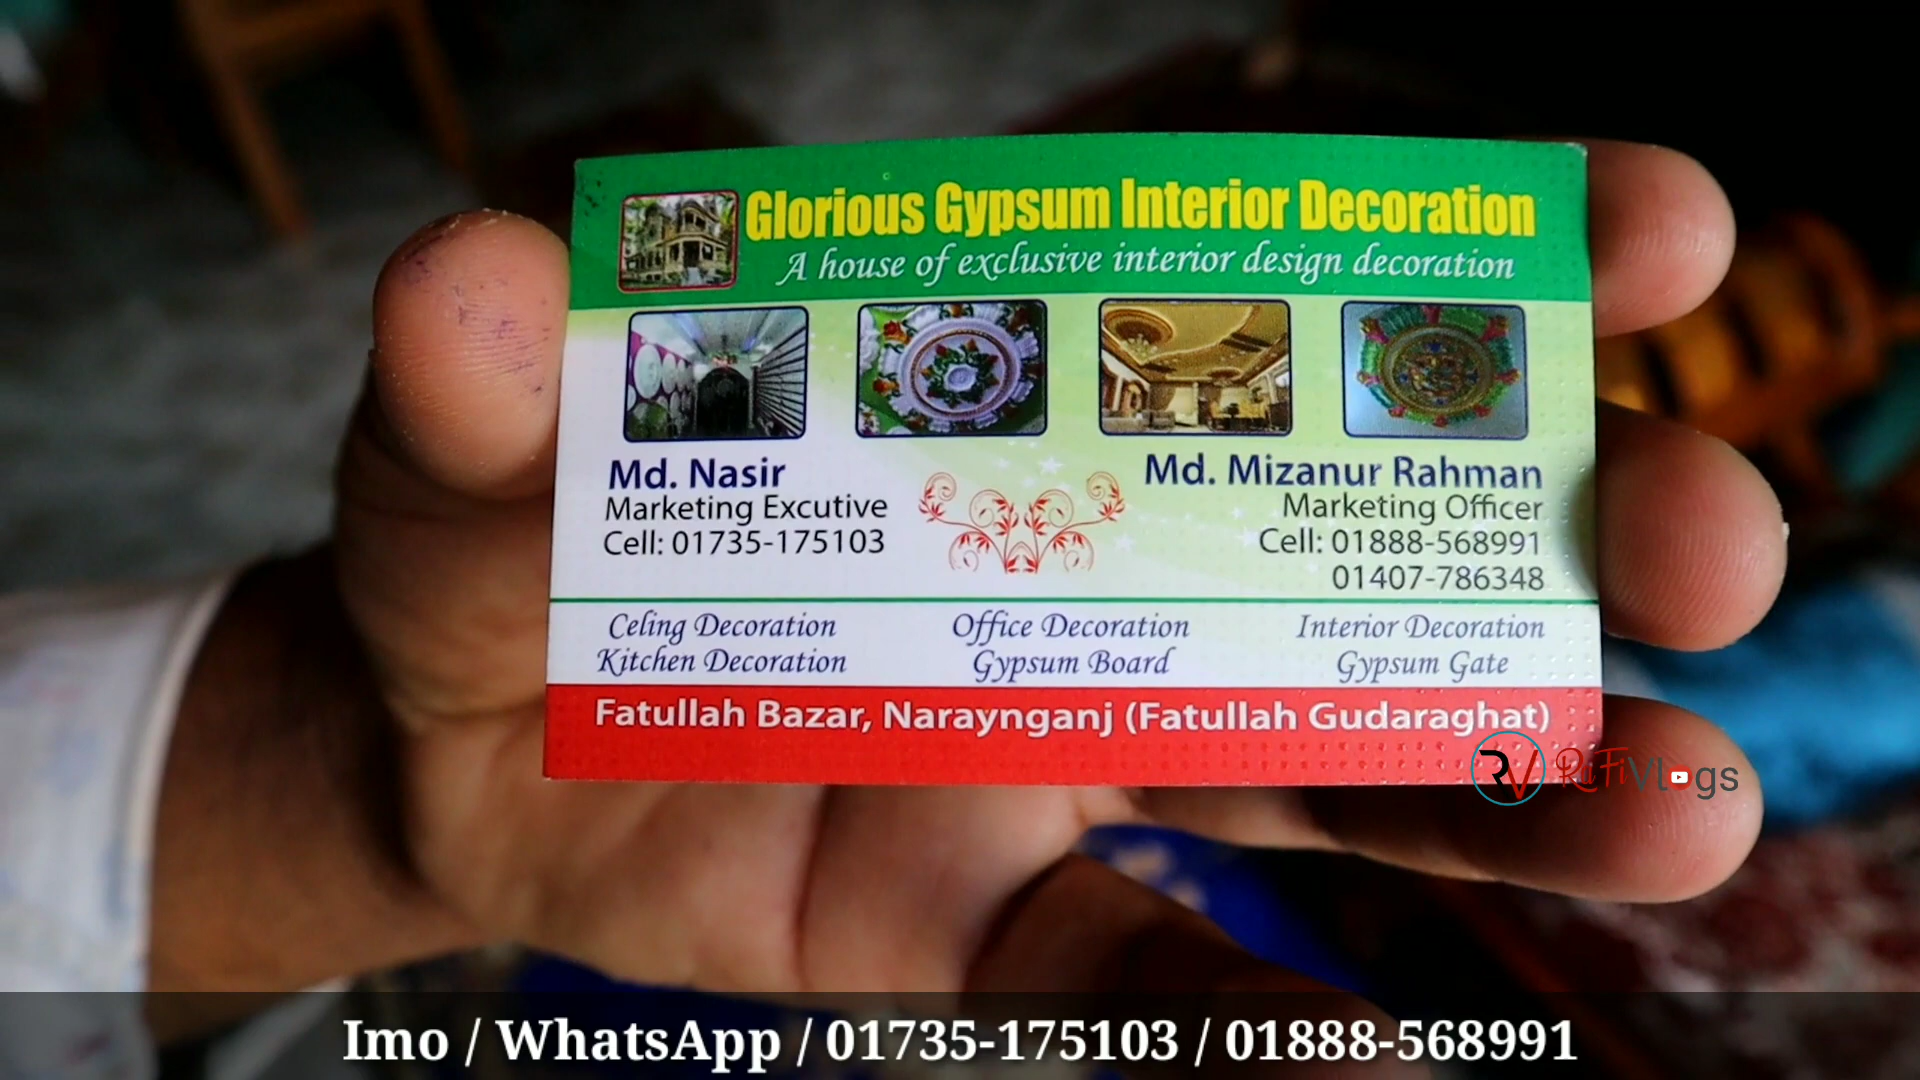 Glorious Gypsum Interior Decoration
A house of exclusive interior design decoration
Md. Nasir
Marketing Excutive
Cell: 01735-175103
Md. Mizanur Rahman
Marketing Officer
Cell: 01888-568991
01407-786348
Celing Decoration
Kitchen Decoration
Office Decoration
Gypsum Board
Interior Decoration
Gypsum Gate
Fatullah Bazar, Naraynganj (Fatullah Gudaraghat)
RV RaFiVlogs
Imo / WhatsApp / 01735-175103 / 01888-568991